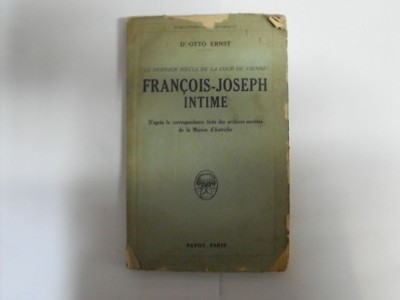 Dr OTTO ERNST
LE DERNIER SIÈCLE DE LA COUR DE VIENNE
FRANÇOIS-JOSEPH
INTIME
D'après la correspondance tirée des archives secrètes
de la Maison d'Autriche
PAYOT, PARIS